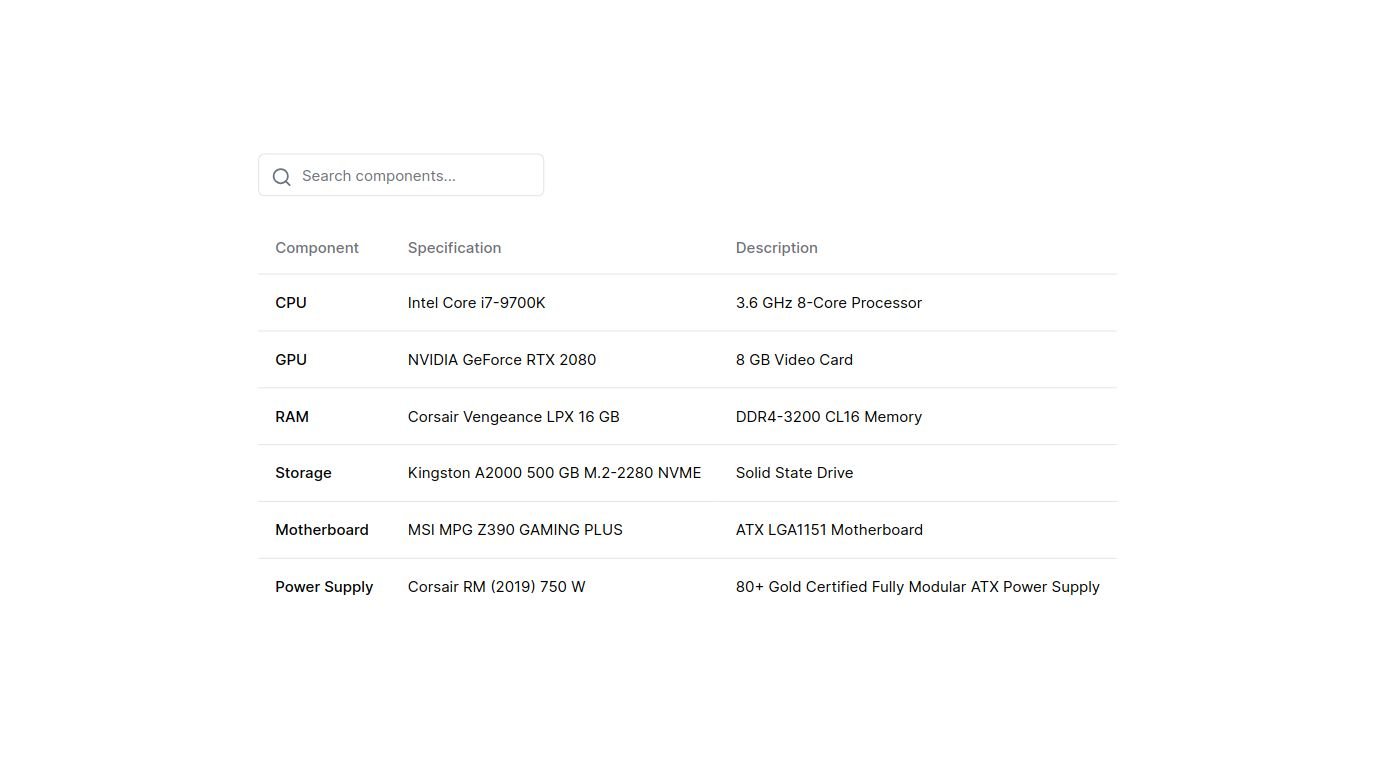 Search components...
Component Specification Description
CPU Intel Core i7-9700K 3.6 GHz 8-Core Processor
GPU NVIDIA GeForce RTX 2080 8 GB Video Card
RAM Corsair Vengeance LPX 16 GB DDR4-3200 CL16 Memory
Storage Kingston A2000 500 GB M.2-2280 NVME Solid State Drive
Motherboard MSI MPG Z390 GAMING PLUS ATX LGA1151 Motherboard
Power Supply Corsair RM (2019) 750 W 80+ Gold Certified Fully Modular ATX Power Supply